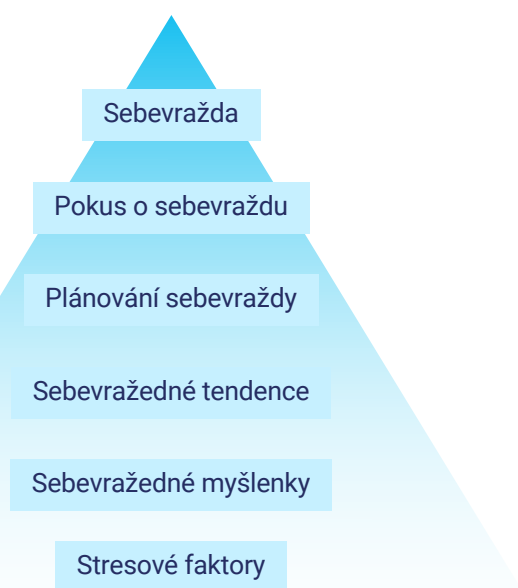 Sebevražda
Pokus o sebevraždu
Plánování sebevraždy
Sebevražedné tendence
Sebevražedné myšlenky
Stresové faktory